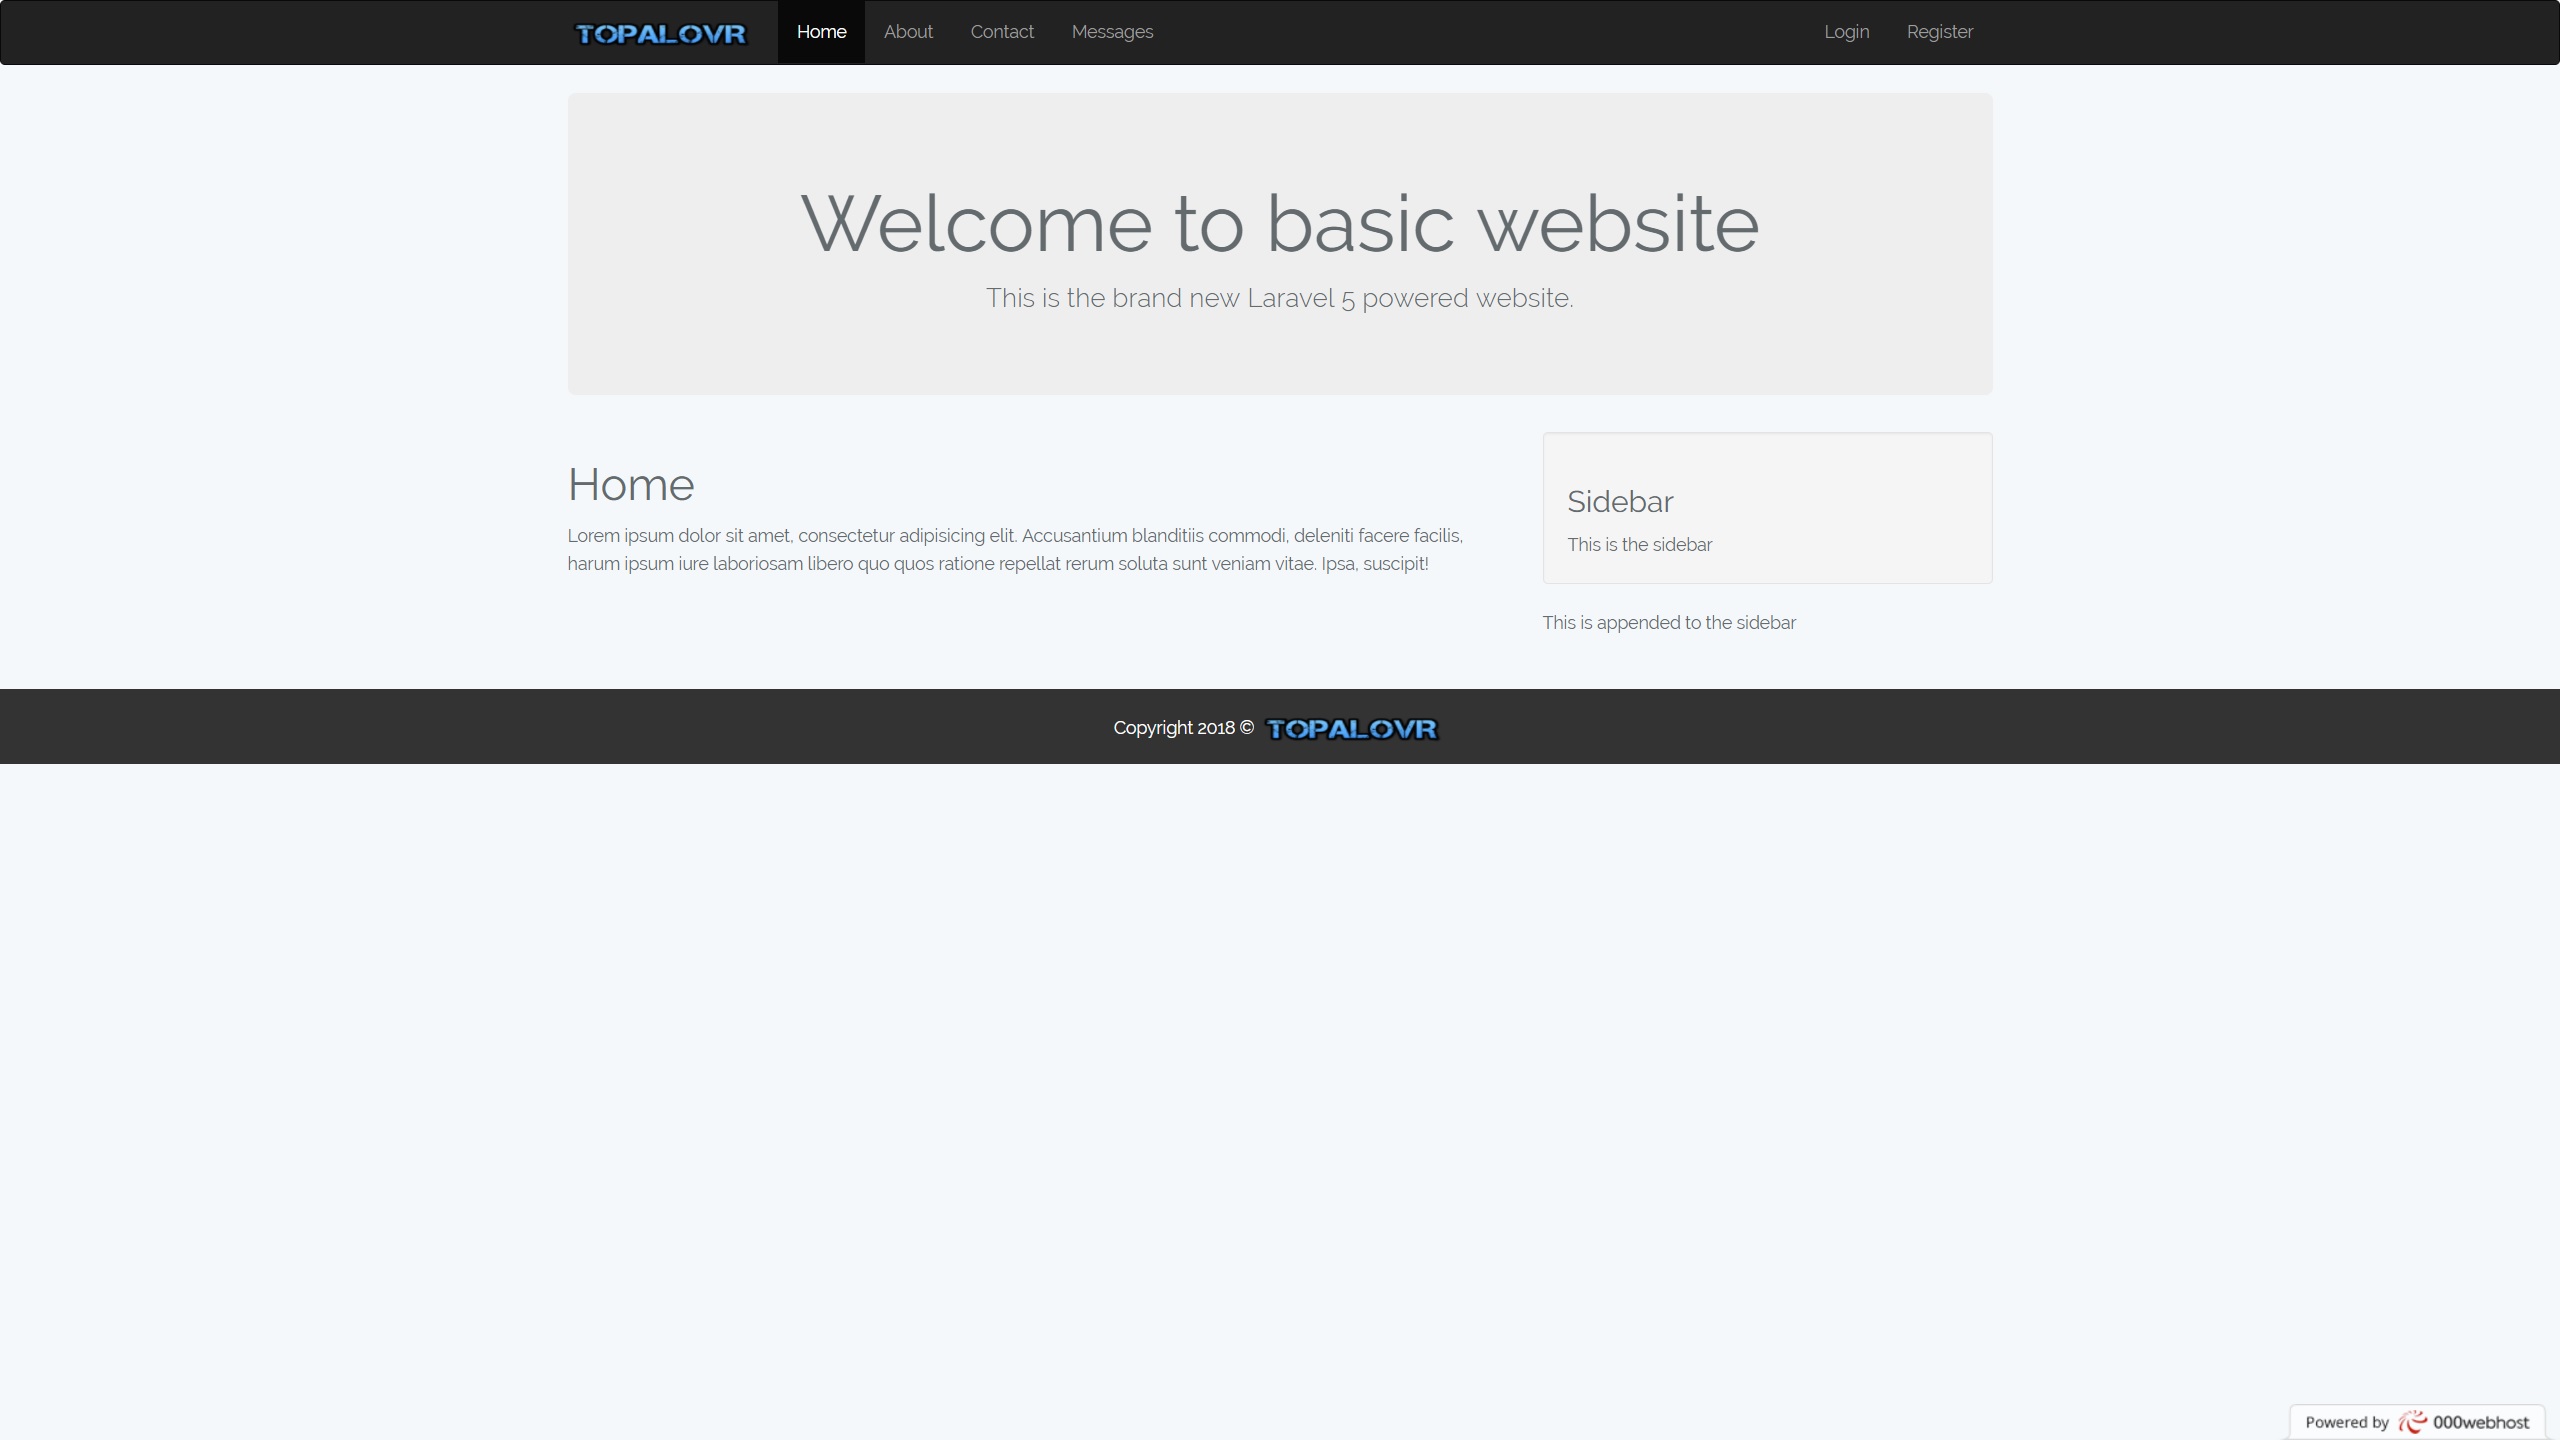 TOPALOVR Home About Contact Messages Login Register
Welcome to basic website
This is the brand new Laravel 5 powered website.
Home
Lorem ipsum dolor sit amet, consectetur adipisicing elit. Accusantium blanditiis commodi, deleniti facere facilis,
harum ipsum iure laboriosam libero quo quos ratione repellat rerum soluta sunt veniam vitae. Ipsa, suscipit!
Sidebar
This is the sidebar
This is appended to the sidebar
Copyright 2018 © TOPALOVR
Powered by 000webhost